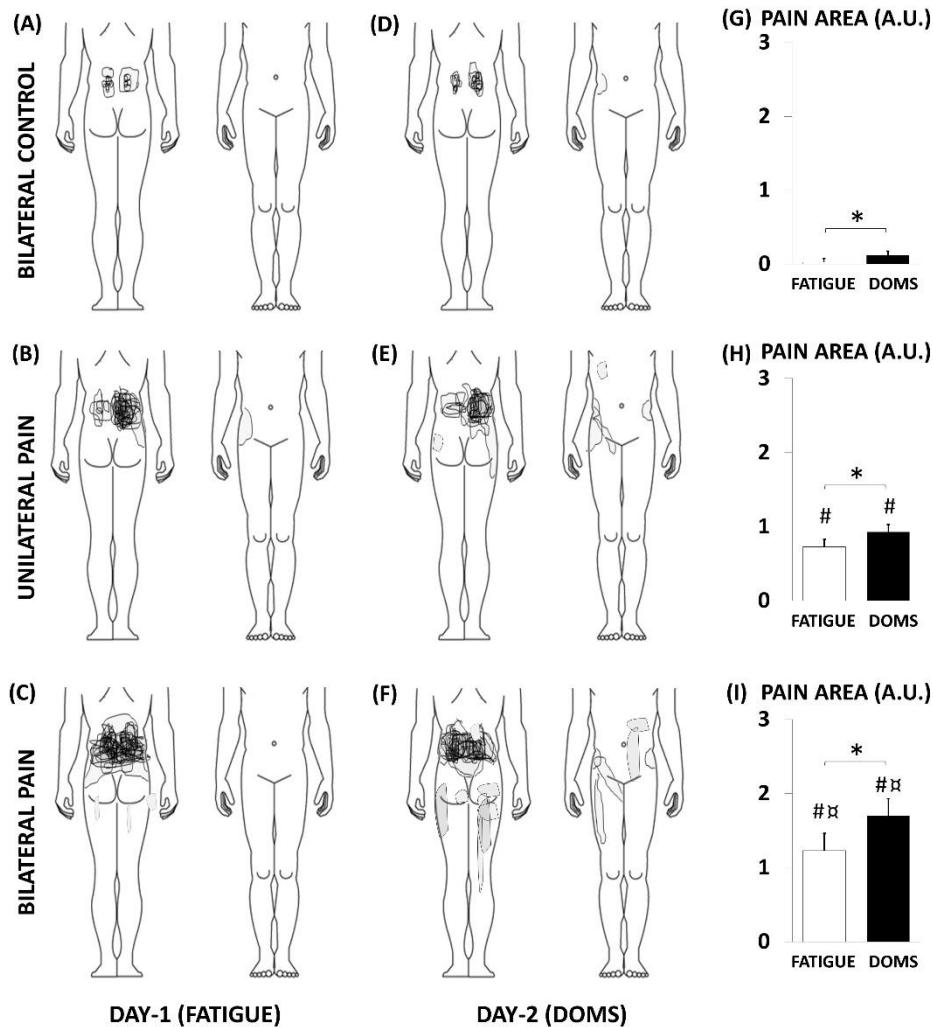 (A)
(D)
(G) PAIN AREA (A.U.)
BILATERAL CONTROL
3
2
1
0
*
FATIGUE DOMS
(B)
(E)
(H) PAIN AREA (A.U.)
UNILATERAL PAIN
3
2
1
0
*
# #
FATIGUE DOMS
(C)
(F)
(I) PAIN AREA (A.U.)
BILATERAL PAIN
3
2
1
0
*
#¤ #¤
FATIGUE DOMS
DAY-1 (FATIGUE)
DAY-2 (DOMS)